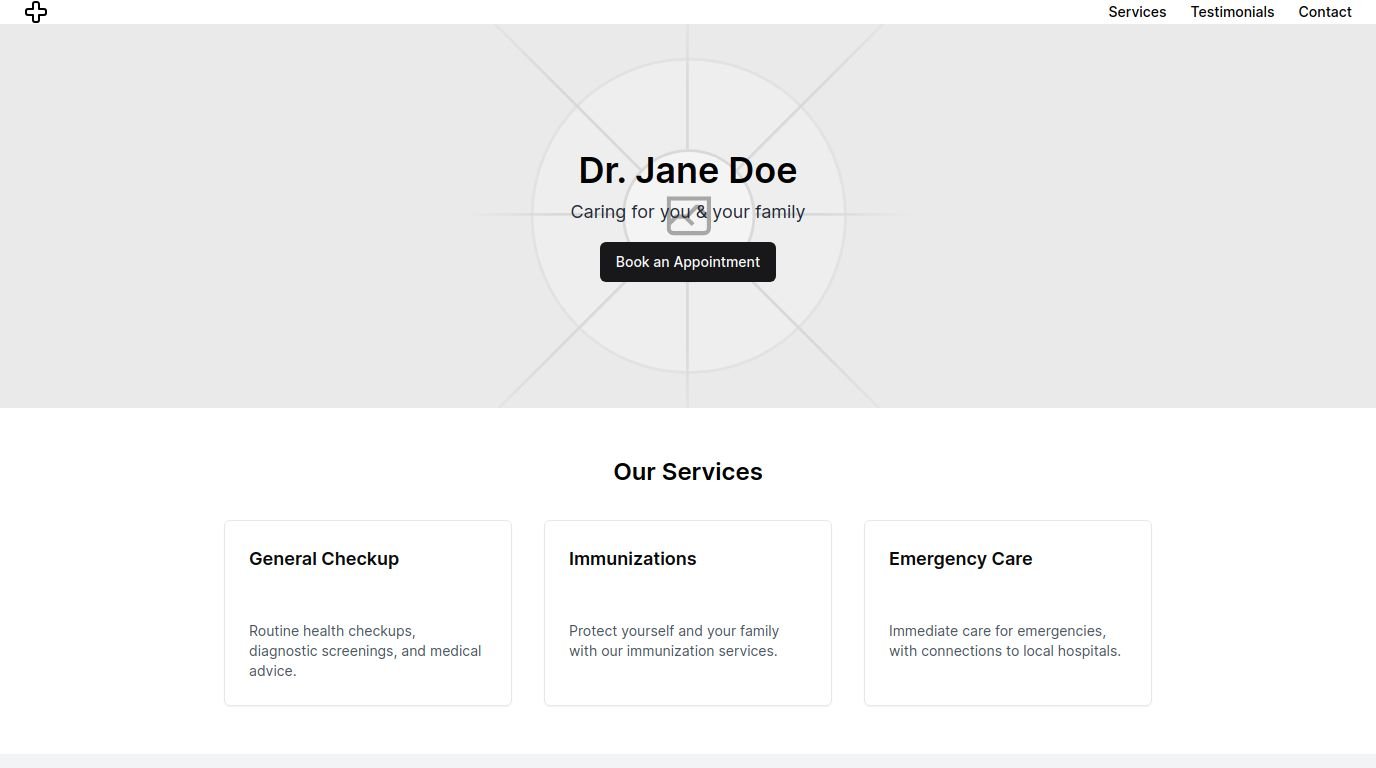 Services Testimonials Contact
Dr. Jane Doe
Caring for you & your family
Book an Appointment
Our Services
General Checkup
Routine health checkups,
diagnostic screenings, and medical
advice.
Immunizations
Protect yourself and your family
with our immunization services.
Emergency Care
Immediate care for emergencies,
with connections to local hospitals.